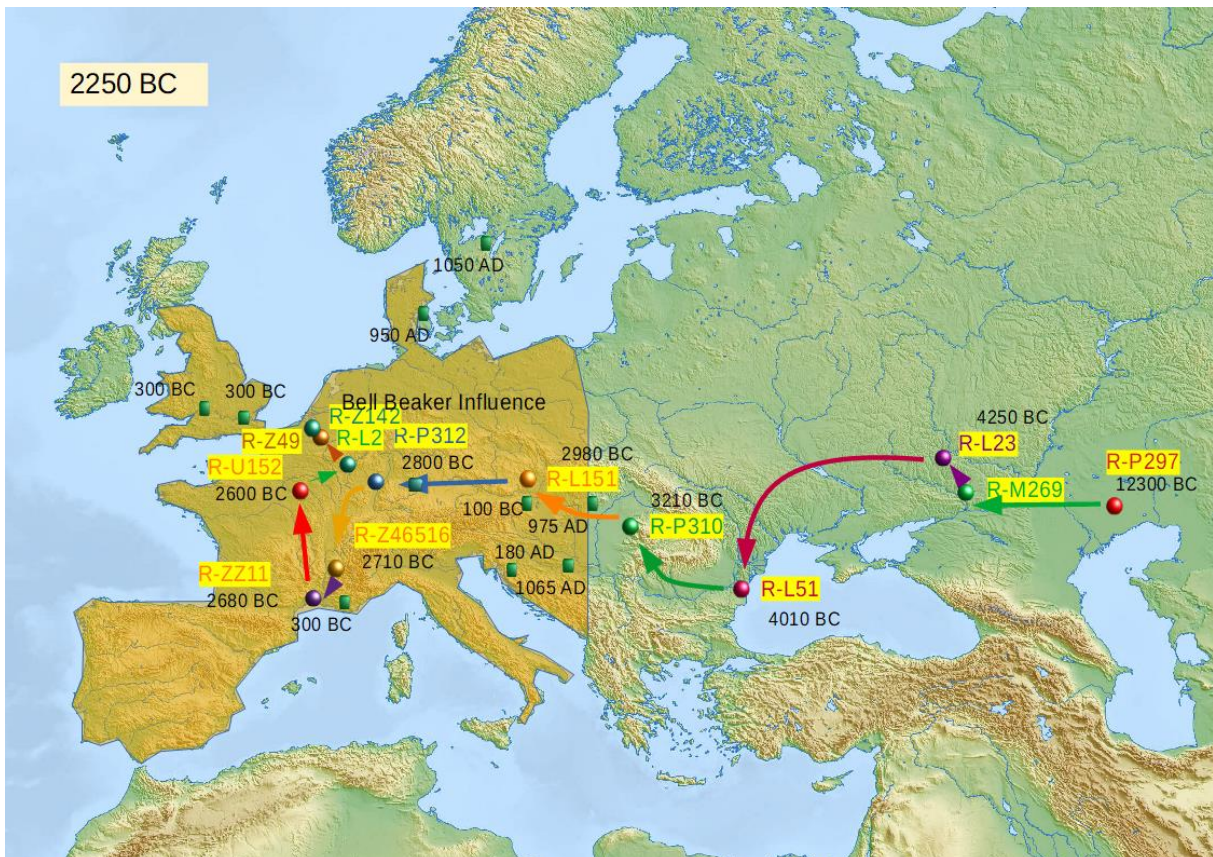 2250 BC
1050 AD
950 AD
300 BC
300 BC
Bell Beaker Influence
R-Z142
R-Z49
R-L2
R-P312
4250 BC
R-L23
2980 BC
R-U152
2800 BC
R-L151
R-P297
2600 BC
12300 BC
R-M269
3210 BC
100 BC
975 AD
R-P310
R-Z46516
180 AD
2710 BC
R-ZZ11
1065 AD
R-L51
2680 BC
300 BC
4010 BC